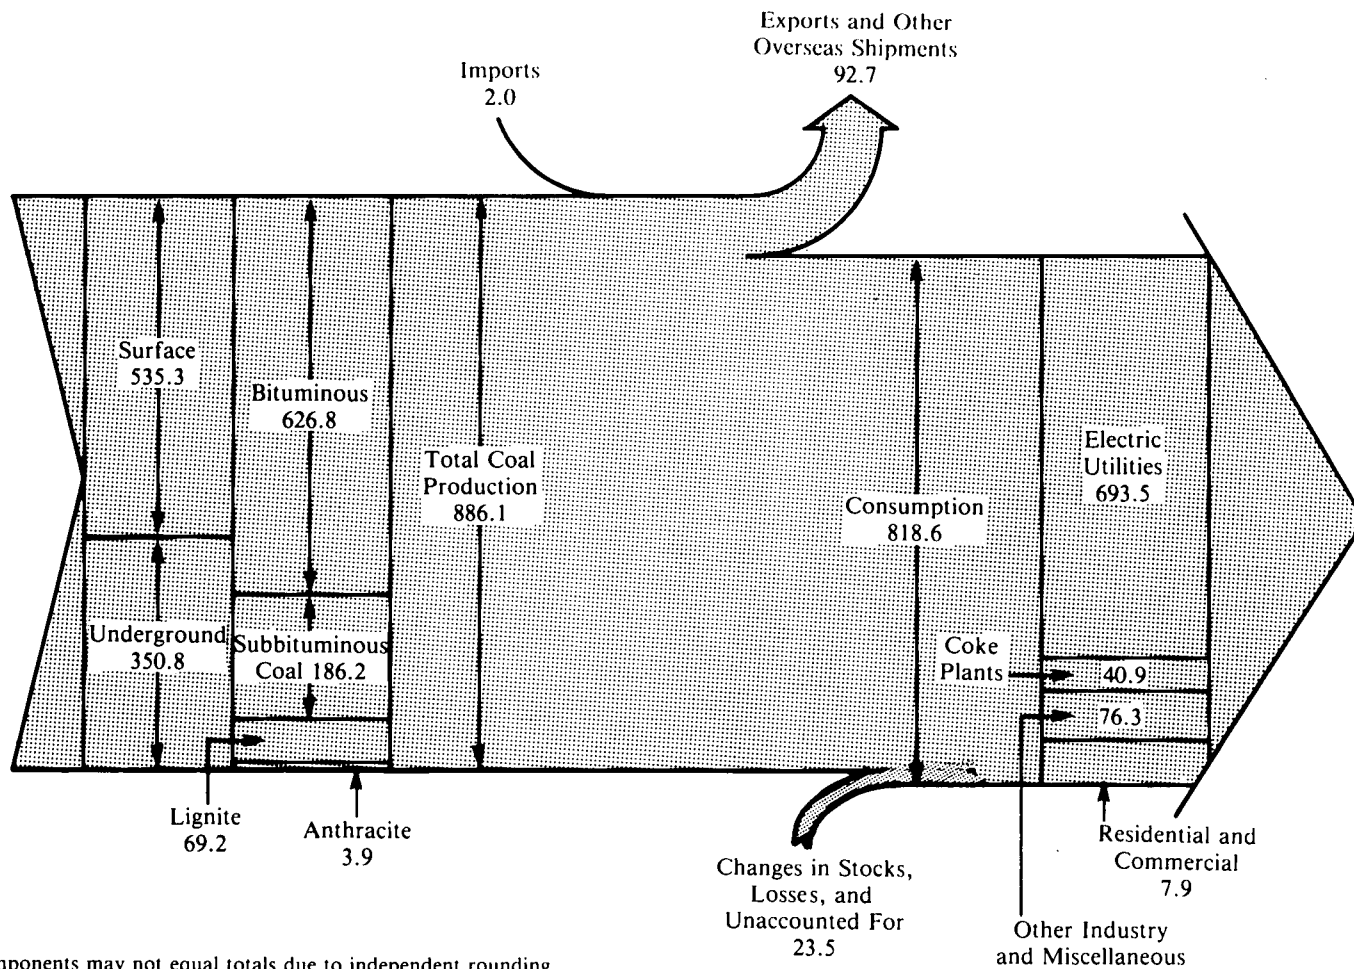 Exports and Other
Overseas Shipments
92.7
Imports
2.0
Surface
535.3
Bituminous
626.8
Total Coal
Production
886.1
Consumption
818.6
Electric
Utilities
693.5
Underground
350.8
Subbituminous
Coal 186.2
Coke
Plants
40.9
76.3
Lignite
69.2
Anthracite
3.9
Changes in Stocks,
Losses, and
Unaccounted For
23.5
Residential and
Commercial
7.9
Other Industry
and Miscellaneous
may not equal totals due to independent rounding